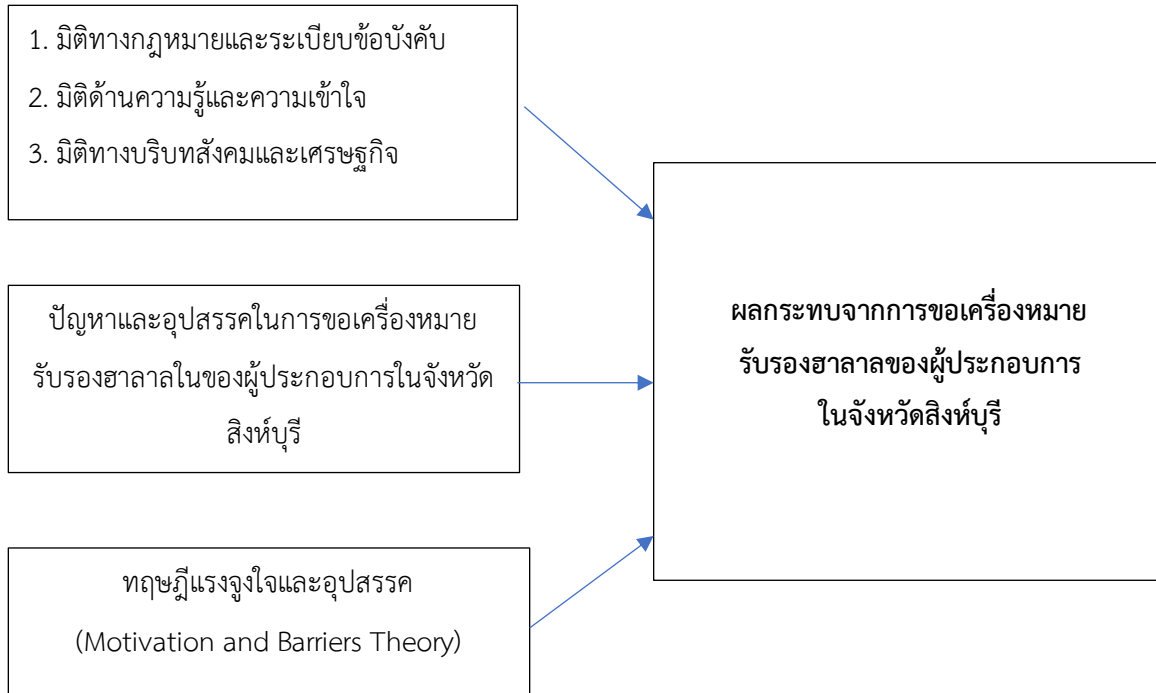 1. มิติทางกฎหมายและระเบียบข้อบังคับ
2. มิติด้านความรู้และความเข้าใจ
3. มิติทางบริบทสังคมและเศรษฐกิจ
ปัญหาและอุปสรรคในการขอเครื่องหมาย
รับรองฮาลาลในของผู้ประกอบการในจังหวัด
สิงห์บุรี
ทฤษฎีแรงจูงใจและอุปสรรค
(Motivation and Barriers Theory)
ผลกระทบจากการขอเครื่องหมาย
รับรองฮาลาลของผู้ประกอบการ
ในจังหวัดสิงห์บุรี